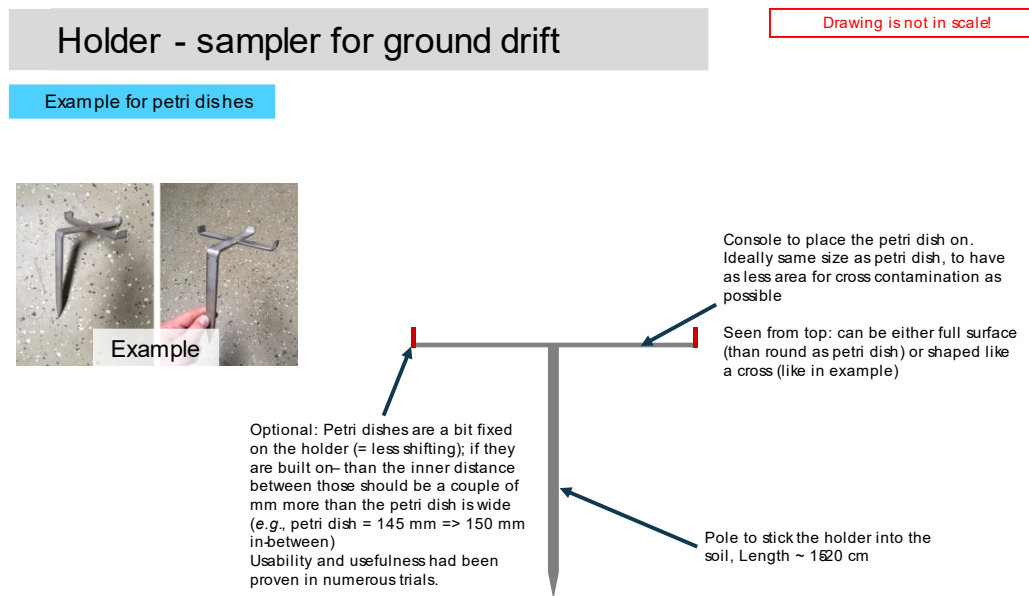 Holder - sampler for ground drift
Drawing is not in scale!
Example for petri dishes
Example
Console to place the petri dish on.
Ideally same size as petri dish, to have
as less area for cross contamination as
possible
Seen from top: can be either full surface
(than round as petri dish) or shaped like
a cross (like in example)
Optional: Petri dishes are a bit fixed
on the holder (= less shifting); if they
are built on– than the inner distance
between those should be a couple of
mm more than the petri dish is wide
(e.g., petri dish = 145 mm => 150 mm
in-between)
Usability and usefulness had been
proven in numerous trials.
Pole to stick the holder into the
soil, Length ~ cm